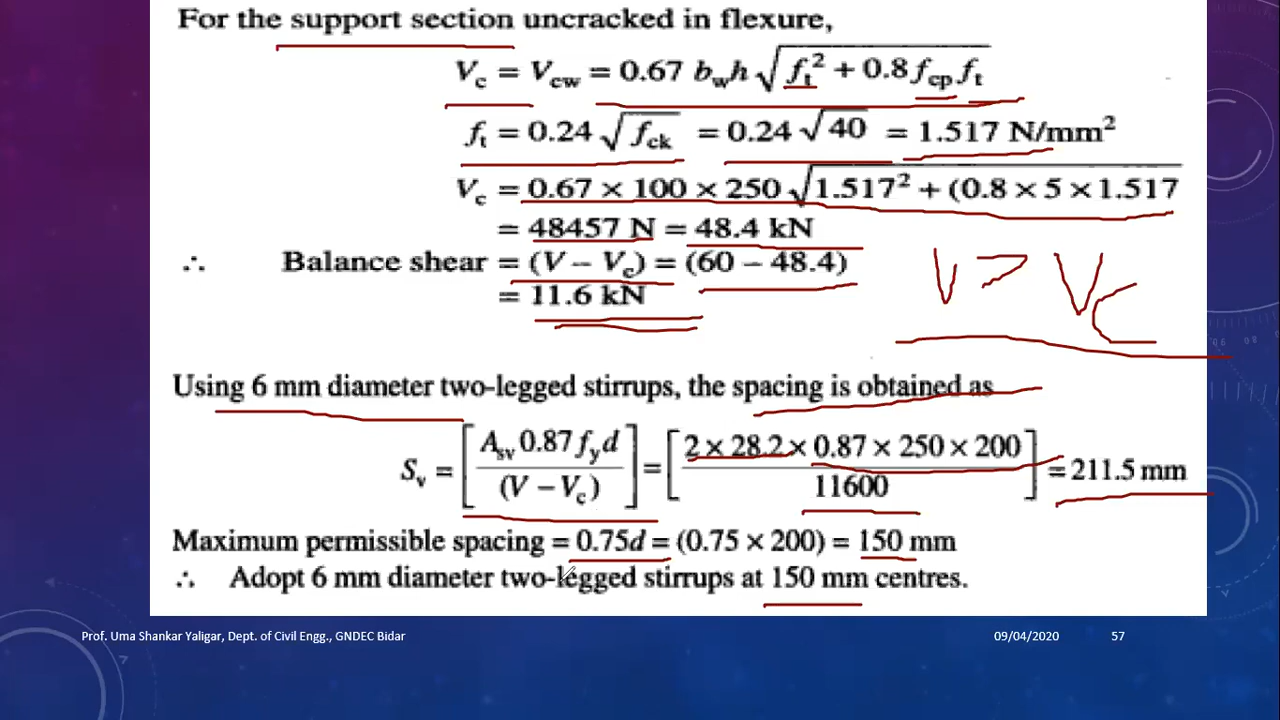 For the support section uncracked in flexure,
V_c = V_cw = 0.67 b_w h √(f_t² + 0.8 f_cp f_t
f_t = 0.24 √f_ck = 0.24 √40 = 1.517 N/mm²
V_c = 0.67 × 100 × 250 √1.517² + (0.8 × 5 × 1.517
= 48457 N = 48.4 kN
∴ Balance shear = (V − V_c) = (60 − 48.4)
= 11.6 kN
V > V_c
Using 6 mm diameter two-legged stirrups, the spacing is obtained as
S_v = [A_sv 0.87 f_y d / (V − V_c)] = [2 × 28.2 × 0.87 × 250 × 200 / 11600] = 211.5 mm
Maximum permissible spacing = 0.75d = (0.75 × 200) = 150 mm
∴ Adopt 6 mm diameter two-legged stirrups at 150 mm centres.
Prof. Uma Shankar Yaligar, Dept. of Civil Engg., GNDEC Bidar 09/04/2020 57